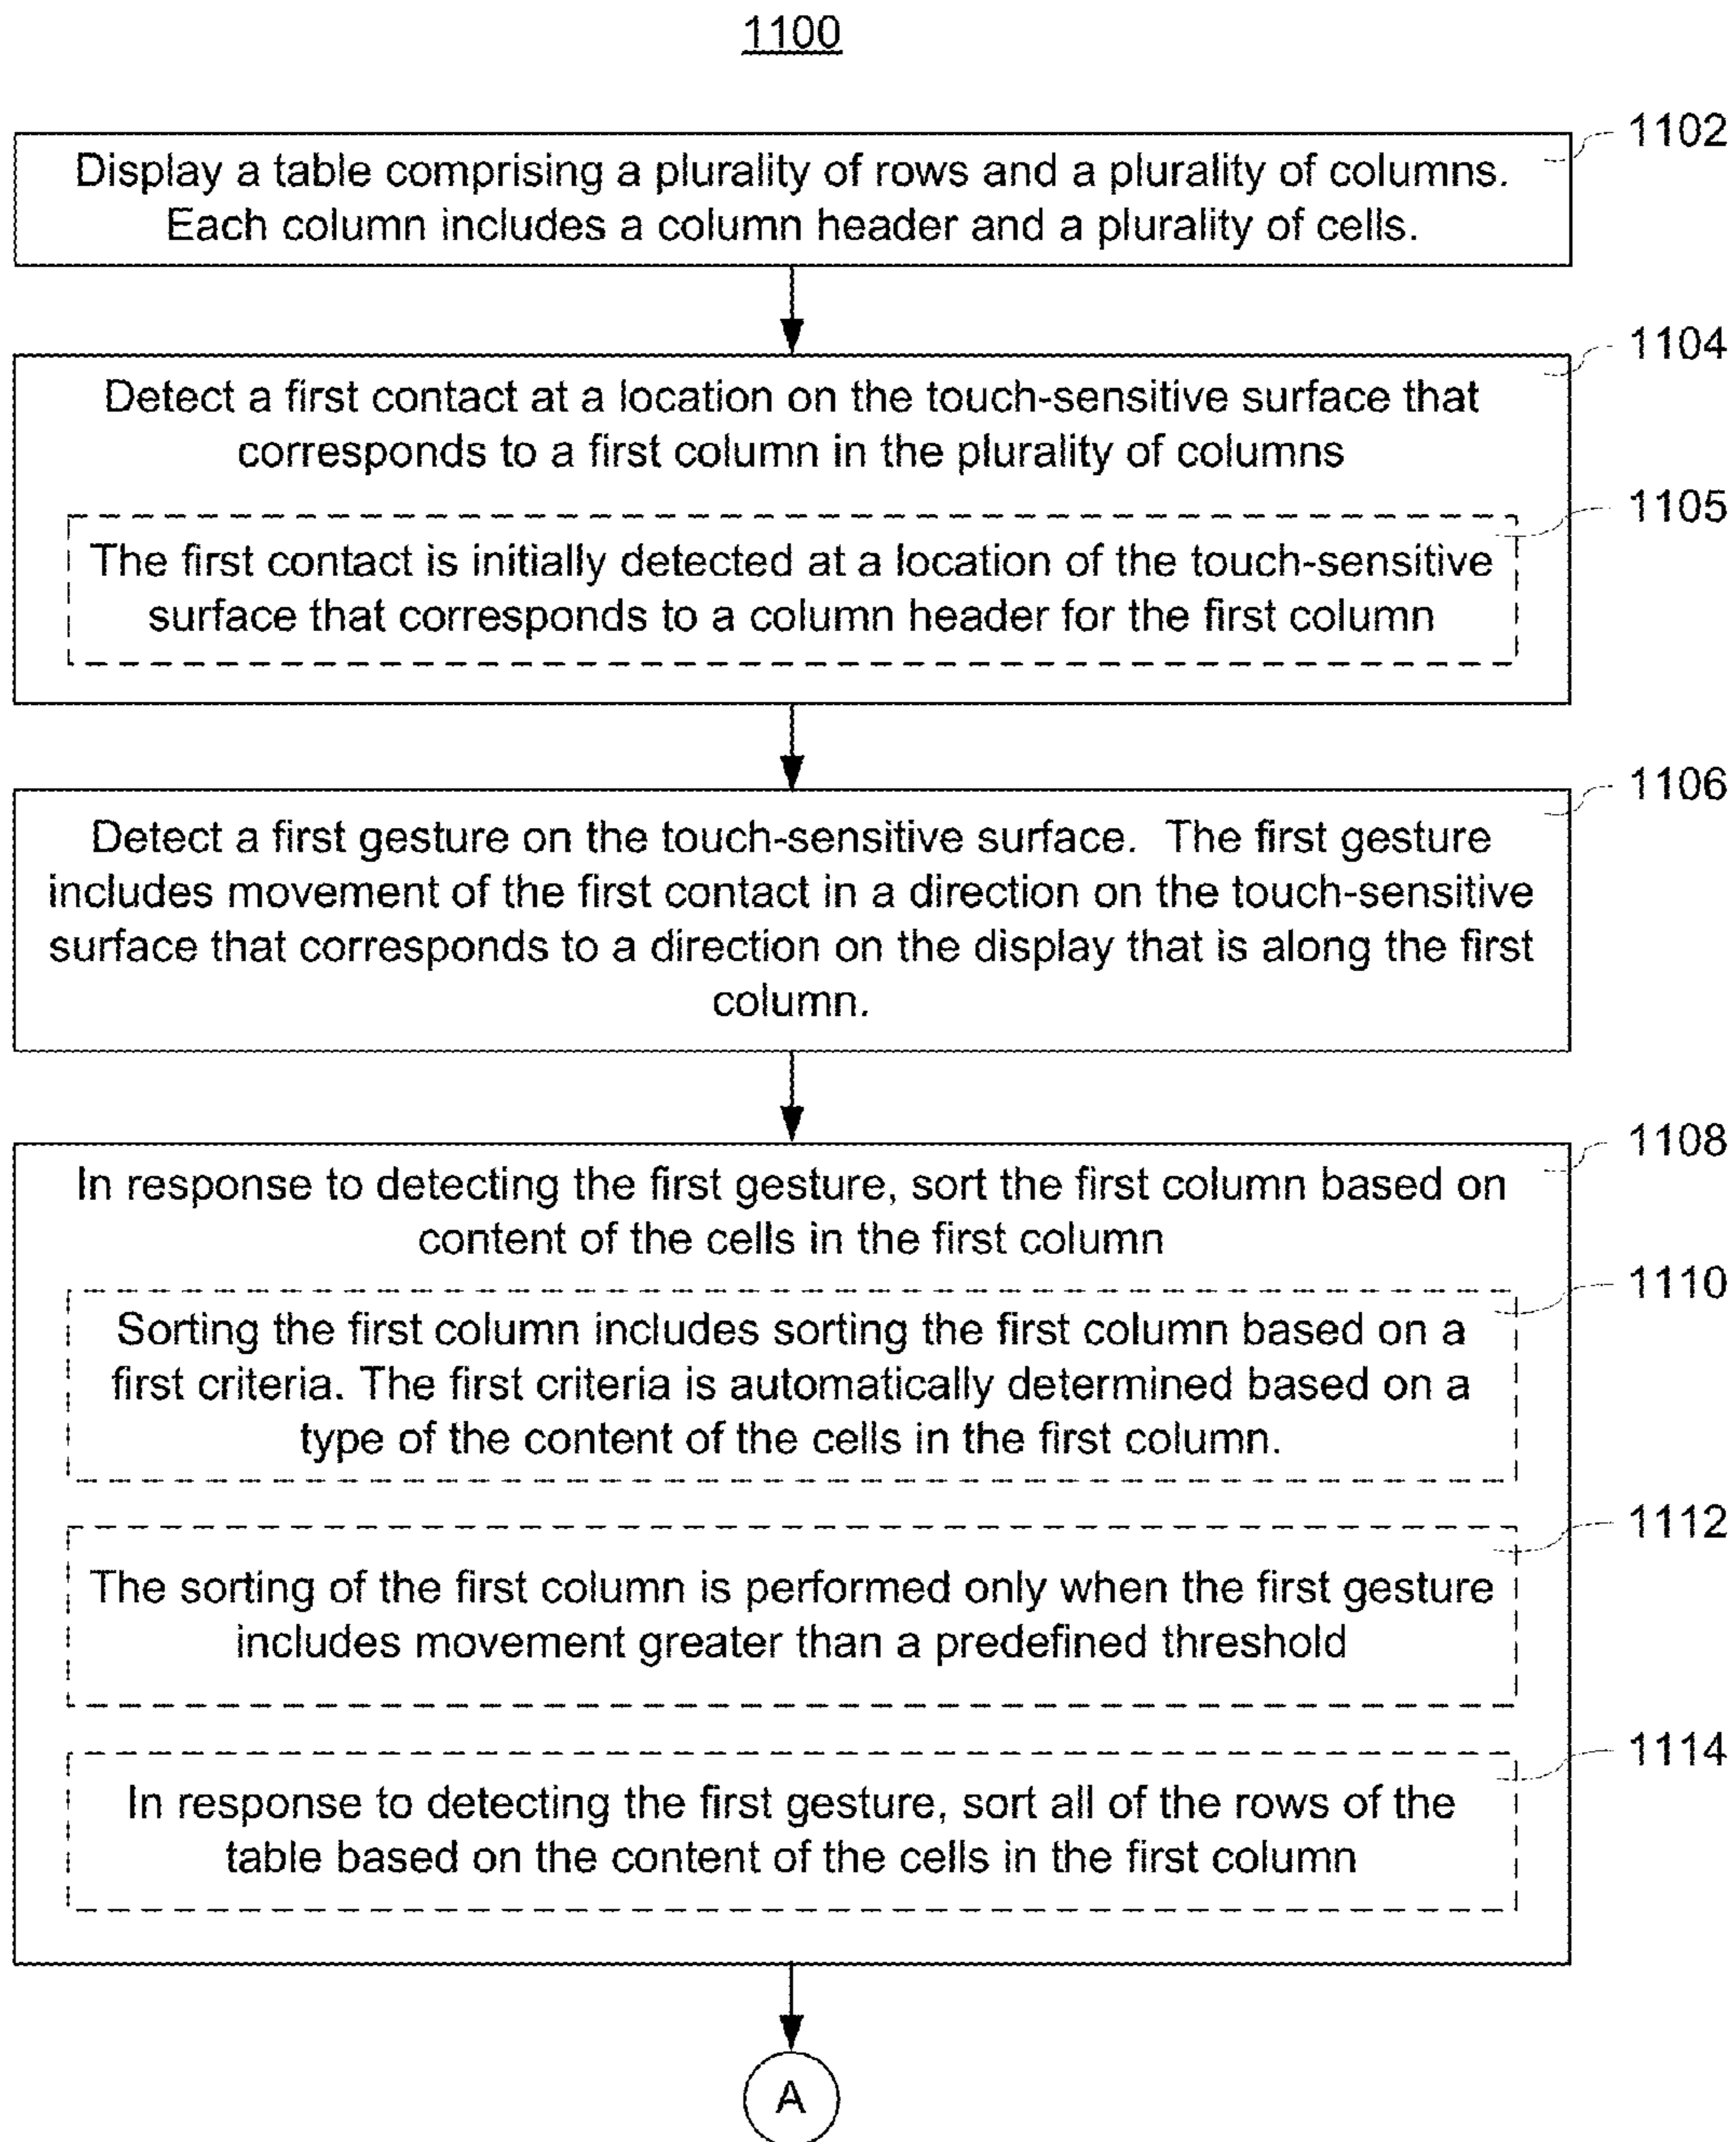 1100
1102
Display a table comprising a plurality of rows and a plurality of columns.
Each column includes a column header and a plurality of cells.
1104
Detect a first contact at a location on the touch-sensitive surface that
corresponds to a first column in the plurality of columns
1105
The first contact is initially detected at a location of the touch-sensitive
surface that corresponds to a column header for the first column
1106
Detect a first gesture on the touch-sensitive surface.  The first gesture
includes movement of the first contact in a direction on the touch-sensitive
surface that corresponds to a direction on the display that is along the first
column.
1108
In response to detecting the first gesture, sort the first column based on
content of the cells in the first column
1110
Sorting the first column includes sorting the first column based on a
first criteria. The first criteria is automatically determined based on a
type of the content of the cells in the first column.
1112
The sorting of the first column is performed only when the first gesture
includes movement greater than a predefined threshold
1114
In response to detecting the first gesture, sort all of the rows of the
table based on the content of the cells in the first column
A